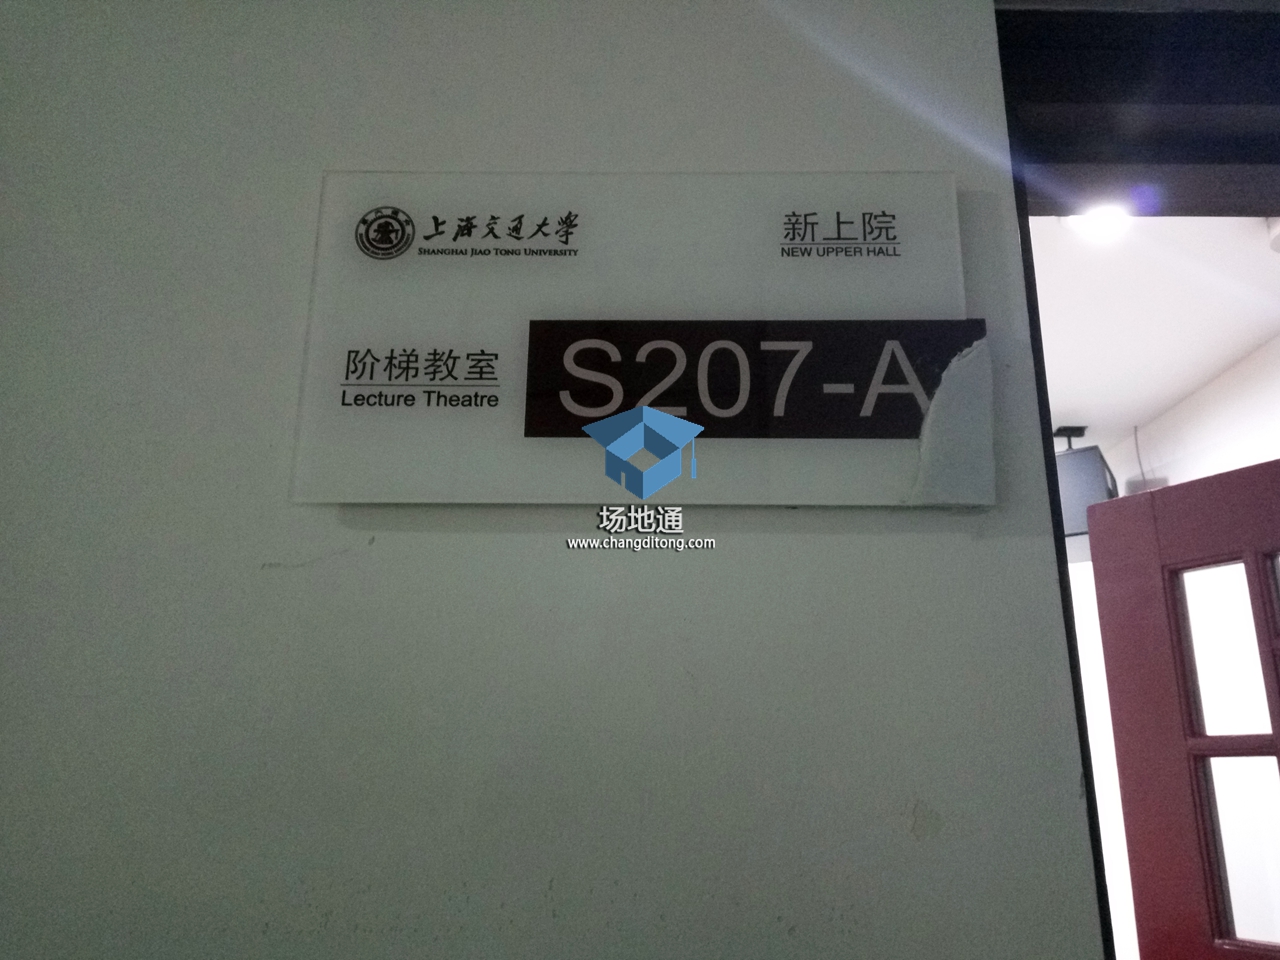 上海交通大学
SHANGHAI JIAO TONG UNIVERSITY
新上院
NEW UPPER HALL
阶梯教室
Lecture Theatre
S207-A
场地通
www.changditong.com